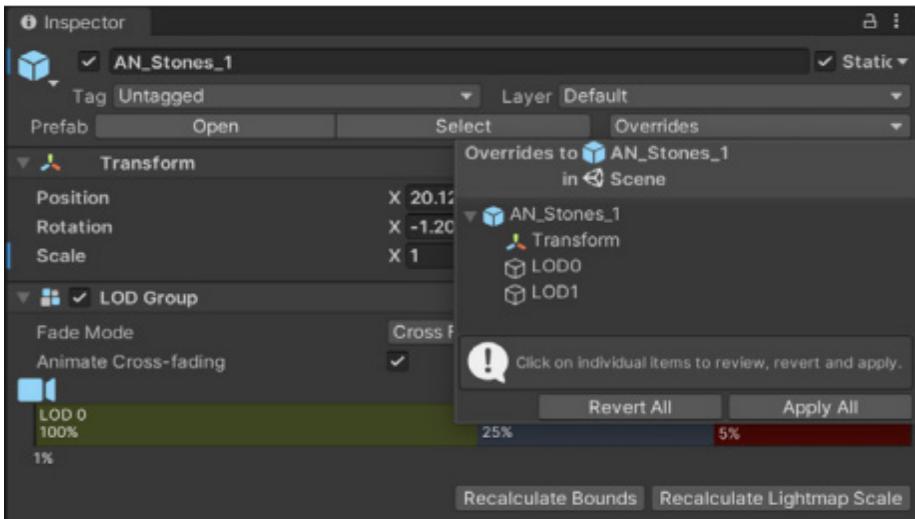 Inspector
AN_Stones_1 Static
Tag Untagged Layer Default
Prefab Open Select Overrides
Transform
Position X 20.12
Rotation X -1.20
Scale X 1
LOD Group
Fade Mode Cross F
Animate Cross-fading
LOD 0
100% 25% 5%
1%
Recalculate Bounds Recalculate Lightmap Scale
Overrides to AN_Stones_1
in Scene
AN_Stones_1
Transform
LOD0
LOD1
Click on individual items to review, revert and apply.
Revert All Apply All